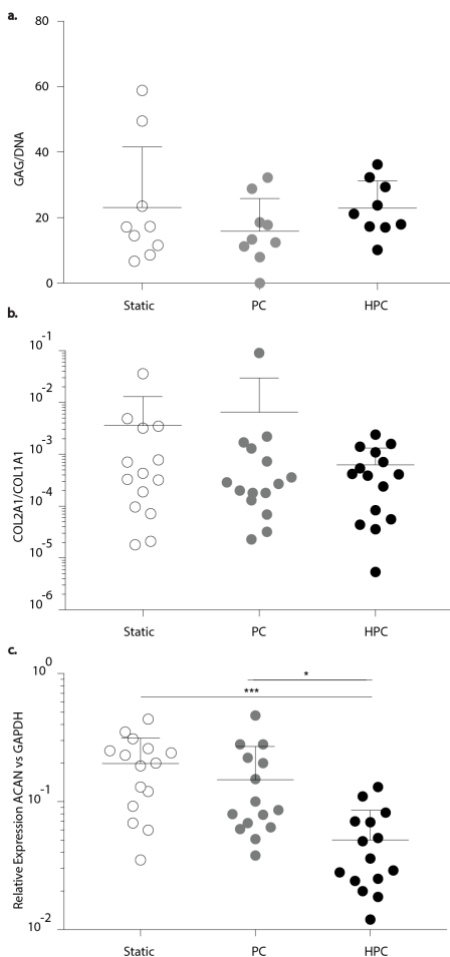 a.
80
60
40
20
0
GAG/DNA
Static PC HPC
b.
10-1
10-2
10-3
10-4
10-5
10-6
COL2A1/COL1A1
Static PC HPC
c.
*
***
100
10-1
10-2
Relative Expression ACAN vs GAPDH
Static PC HPC